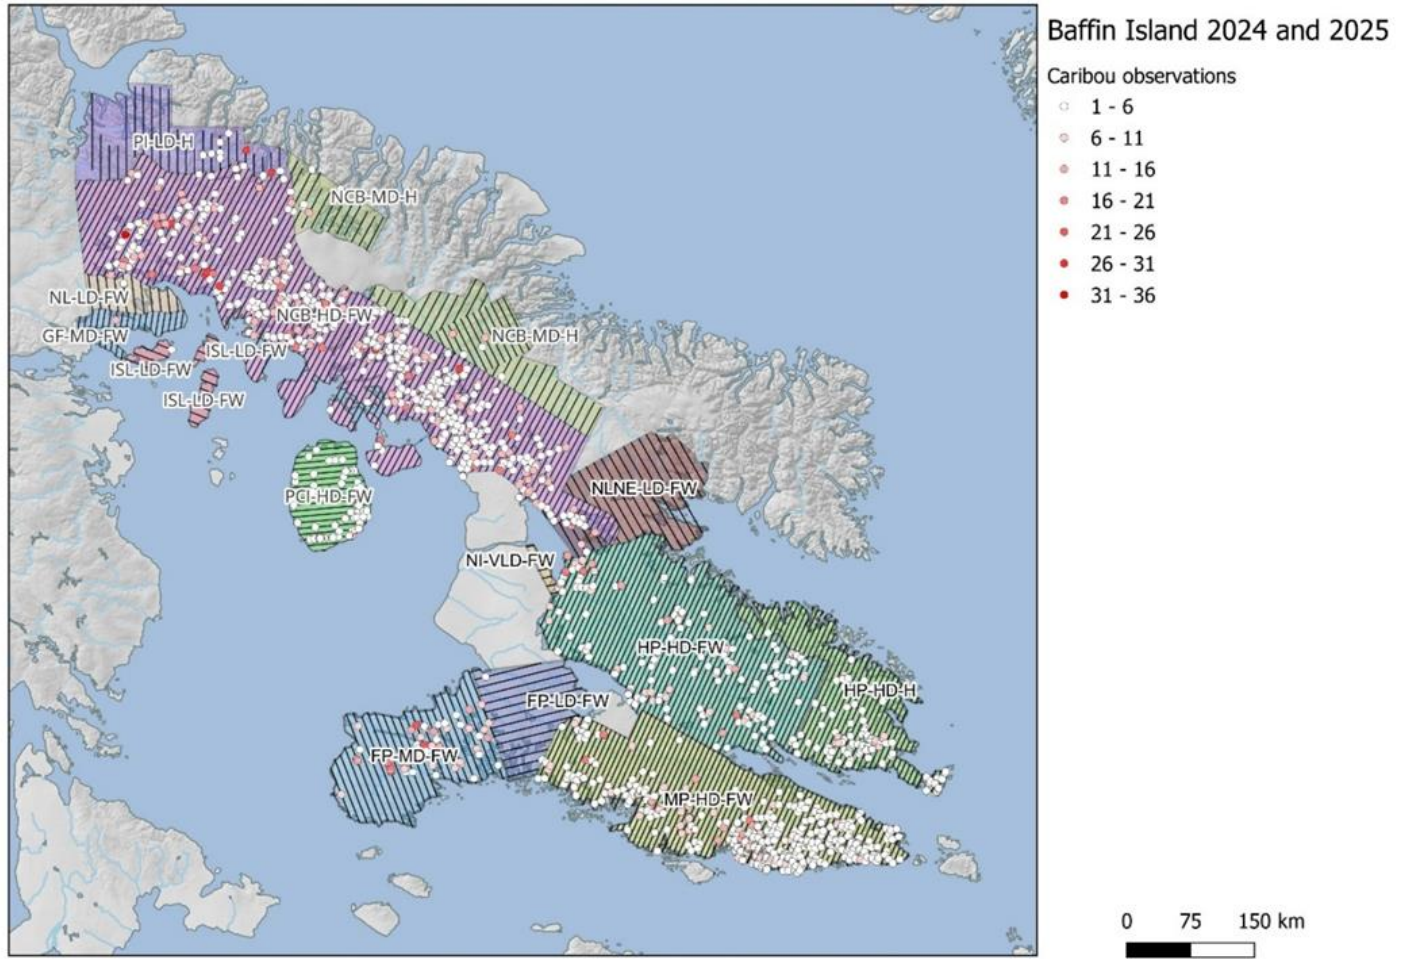 Baffin Island 2024 and 2025
Caribou observations
1 - 6
6 - 11
11 - 16
16 - 21
21 - 26
26 - 31
31 - 36
PI-LD-H
NCB-MD-H
NL-LD-FW
NCB-HD-FW
GF-MD-FW
NCB-MD-H
ISL-LD-FW
ISL-LD-FW
ISL-LD-FW
NLNE-LD-FW
PCI-HD-FW
NI-VLD-FW
HP-HD-FW
HP-HD-H
FP-LD-FW
FP-MD-FW
MP-HD-FW
0 75 150 km